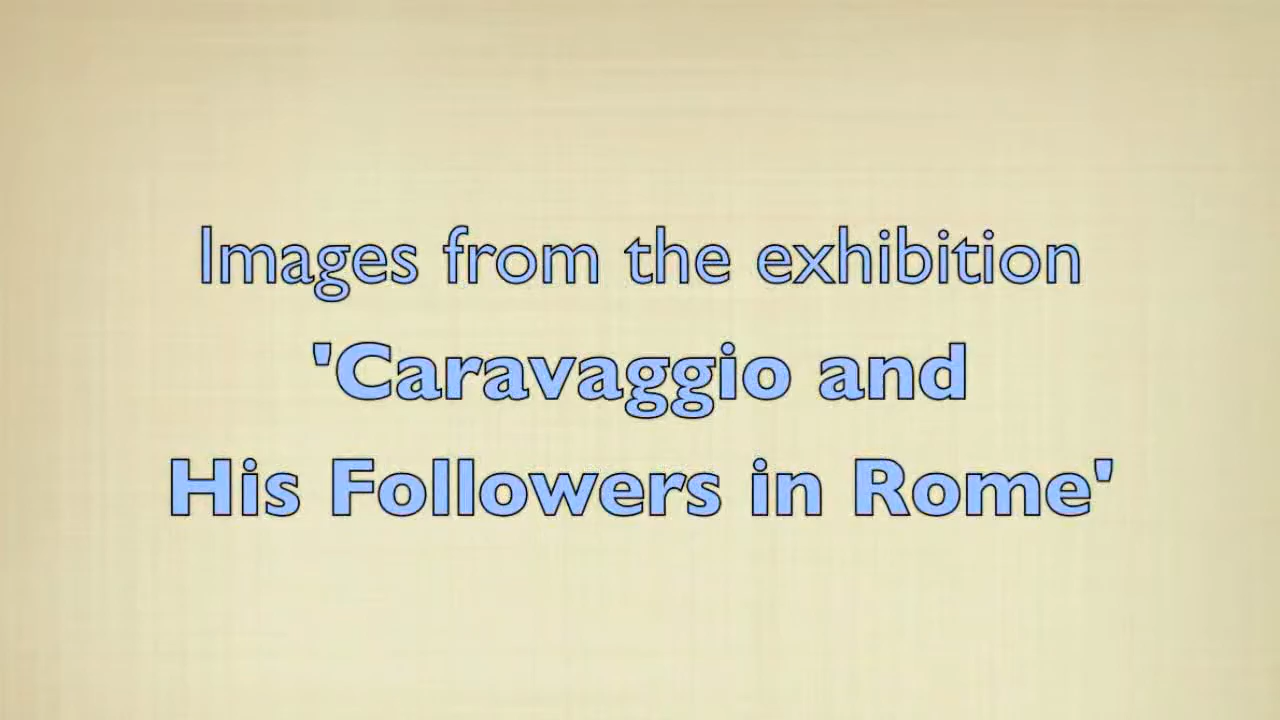 Images from the exhibition
'Caravaggio and
His Followers in Rome'